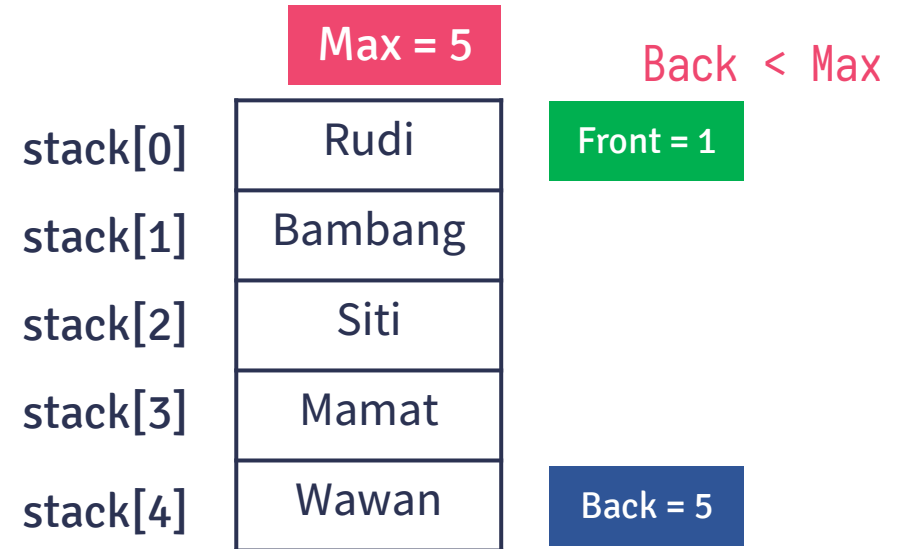 Max = 5
Back < Max
stack[0] Rudi Front = 1
stack[1] Bambang
stack[2] Siti
stack[3] Mamat
stack[4] Wawan Back = 5